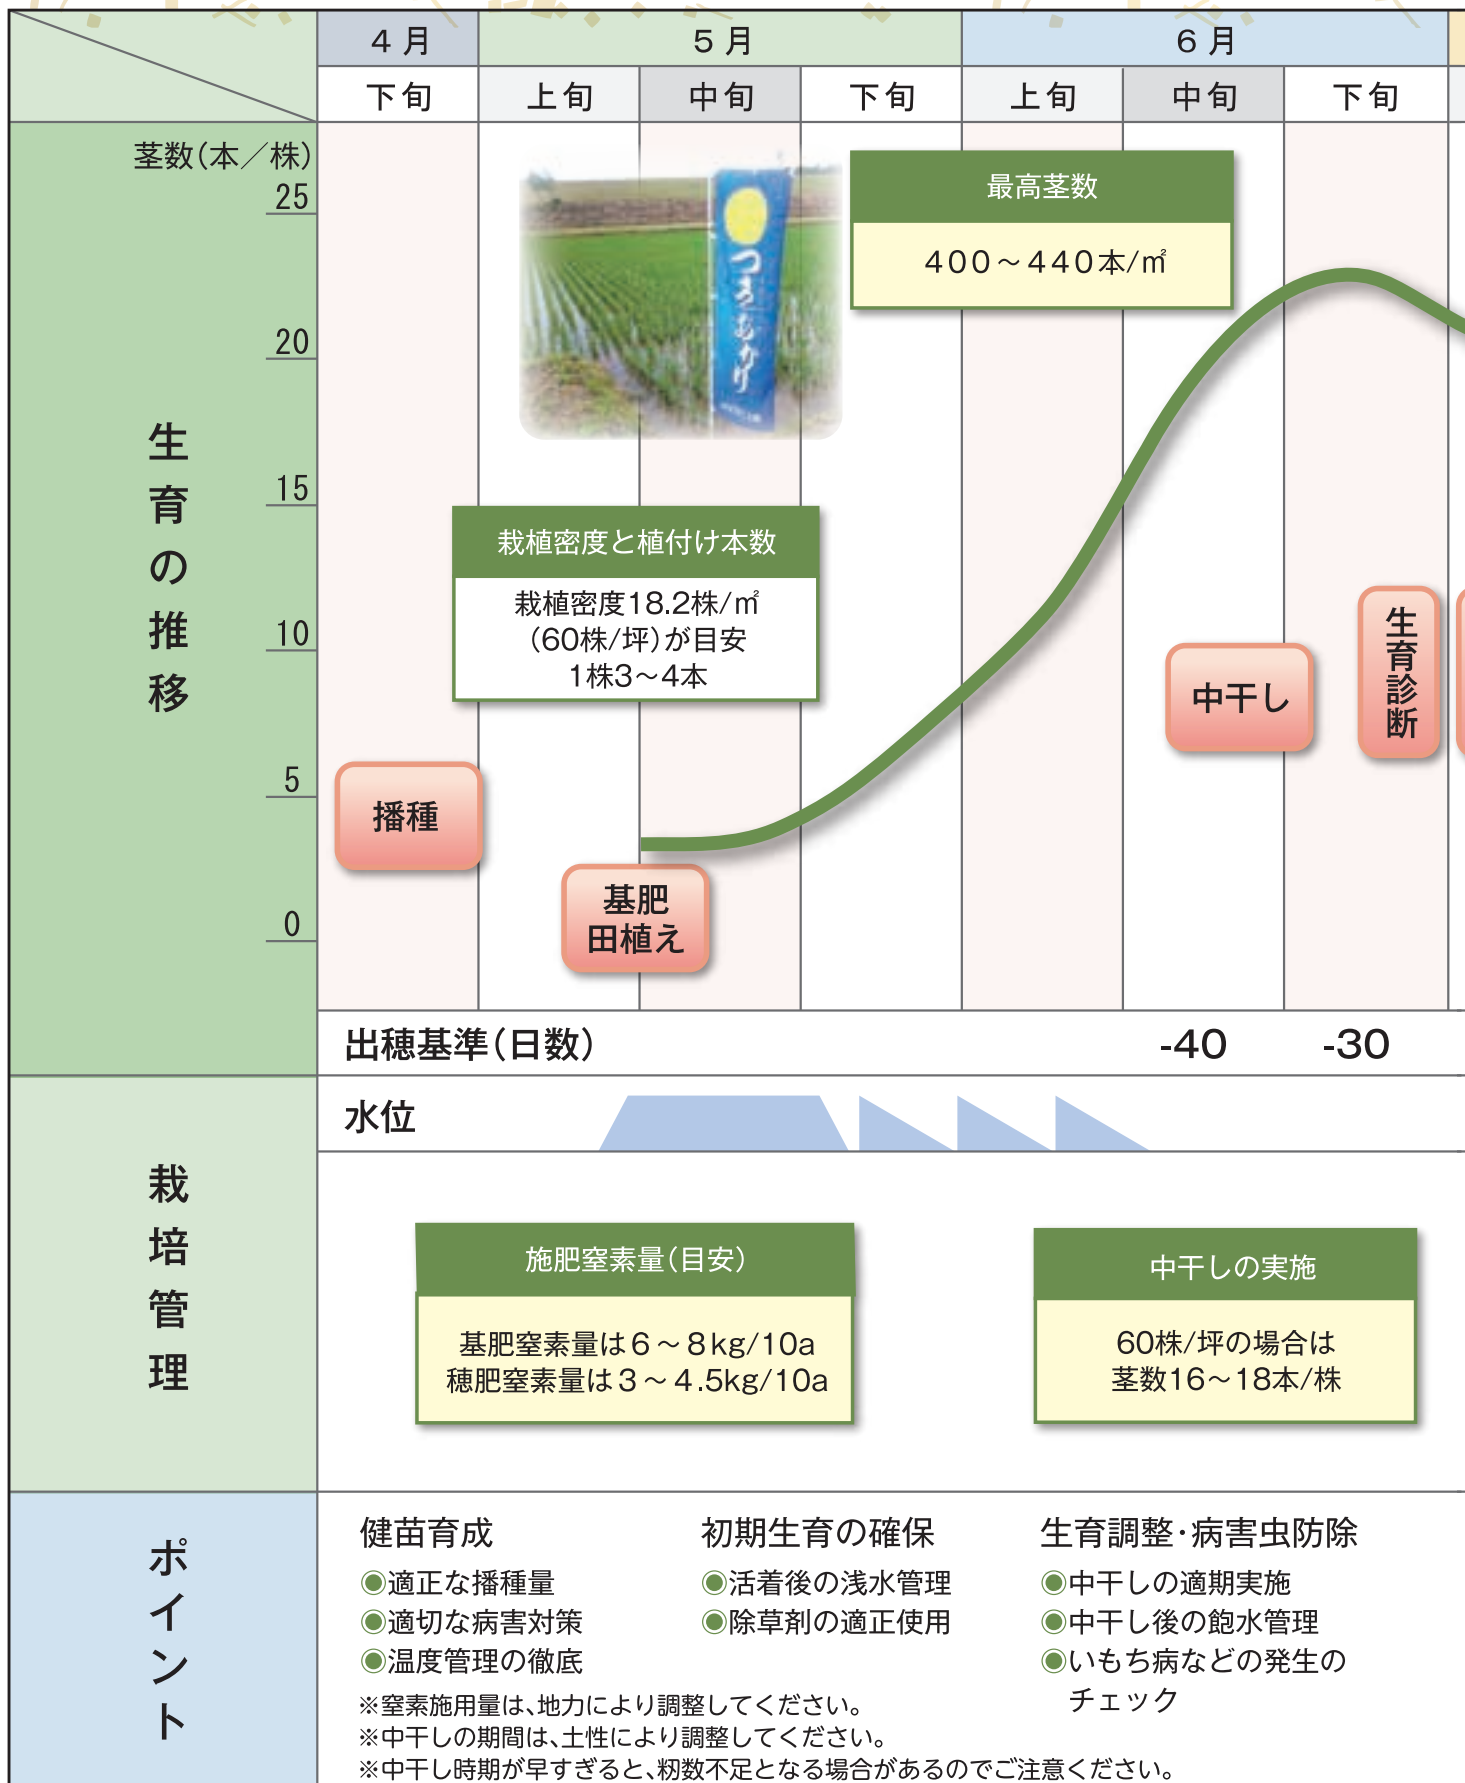 4月
5月
6月
下旬
上旬
中旬
下旬
上旬
中旬
下旬
茎数(本／株)
25
20
15
10
5
0
生育の推移
つきあかり
最高茎数
400～440本/㎡
栽植密度と植付け本数
栽植密度18.2株/㎡
(60株/坪)が目安
1株3～4本
播種
基肥
田植え
中干し
生育診断
出穂基準(日数)
-40
-30
栽培管理
水位
施肥窒素量(目安)
基肥窒素量は6～8kg/10a
穂肥窒素量は3～4.5kg/10a
中干しの実施
60株/坪の場合は
茎数16～18本/株
ポイント
健苗育成
◉適正な播種量
◉適切な病害対策
◉温度管理の徹底
初期生育の確保
◉活着後の浅水管理
◉除草剤の適正使用
生育調整・病害虫防除
◉中干しの適期実施
◉中干し後の飽水管理
◉いもち病などの発生の
チェック
※窒素施用量は、地力により調整してください。
※中干しの期間は、土性により調整してください。
※中干し時期が早すぎると、籾数不足となる場合があるのでご注意ください。